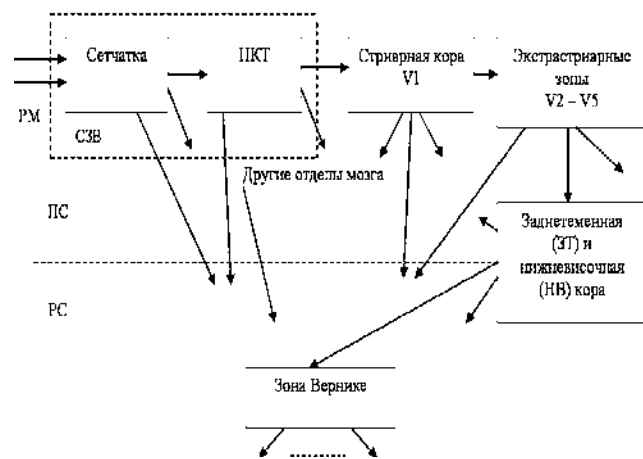 Сетчатка
НКТ
Стриарная кора
V1
Экстрастриарные
зоны
V2 – V5
РМ
СЗВ
Другие отделы мозга
ПС
Заднетеменная
(ЗТ) и
нижневисочная
(НВ) кора
РС
Зона Вернике